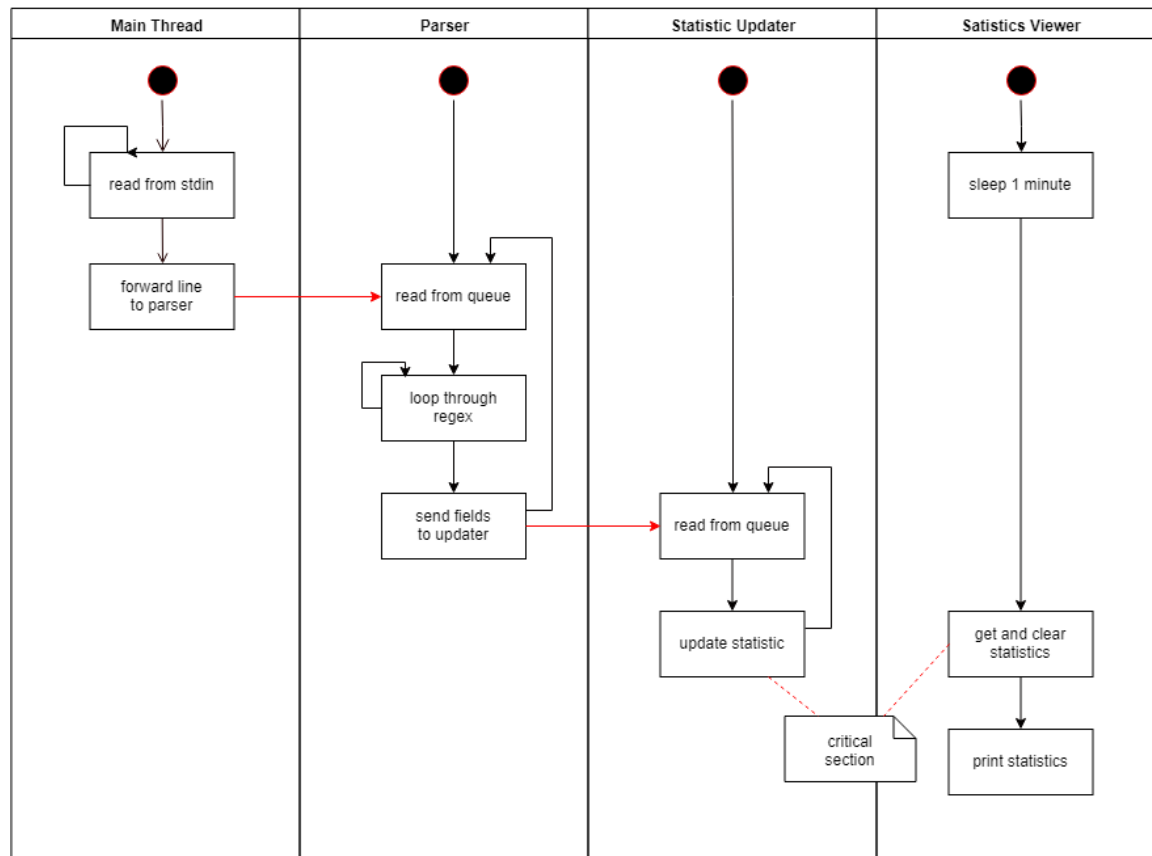 Main Thread
Parser
Statistic Updater
Satistics Viewer
read from stdin
sleep 1 minute
forward line
to parser
read from queue
loop through
regex
send fields
to updater
read from queue
update statistic
get and clear
statistics
critical
section
print statistics